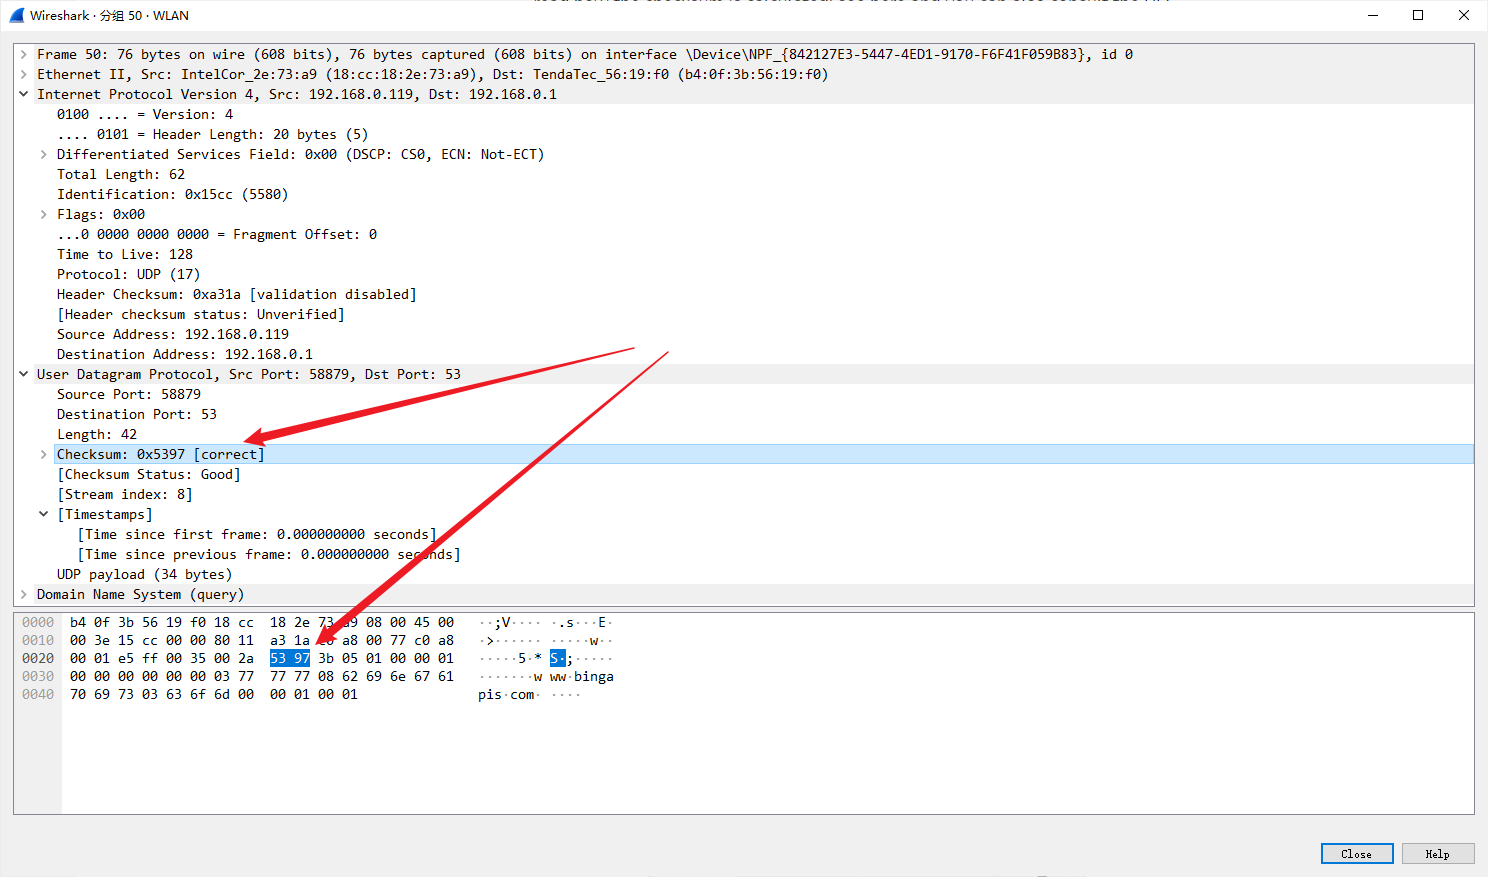 Wireshark · 分组 50 · WLAN
Frame 50: 76 bytes on wire (608 bits), 76 bytes captured (608 bits) on interface \Device\NPF_{842127E3-5447-4ED1-9170-F6F41F059B83}, id 0
Ethernet II, Src: IntelCor_2e:73:a9 (18:cc:18:2e:73:a9), Dst: TendaTec_56:19:f0 (b4:0f:3b:56:19:f0)
Internet Protocol Version 4, Src: 192.168.0.119, Dst: 192.168.0.1
0100 .... = Version: 4
.... 0101 = Header Length: 20 bytes (5)
Differentiated Services Field: 0x00 (DSCP: CS0, ECN: Not-ECT)
Total Length: 62
Identification: 0x15cc (5580)
Flags: 0x00
...0 0000 0000 0000 = Fragment Offset: 0
Time to Live: 128
Protocol: UDP (17)
Header Checksum: 0xa31a [validation disabled]
[Header checksum status: Unverified]
Source Address: 192.168.0.119
Destination Address: 192.168.0.1
User Datagram Protocol, Src Port: 58879, Dst Port: 53
Source Port: 58879
Destination Port: 53
Length: 42
Checksum: 0x5397 [correct]
[Checksum Status: Good]
[Stream index: 8]
[Timestamps]
[Time since first frame: 0.000000000 seconds]
[Time since previous frame: 0.000000000 seconds]
UDP payload (34 bytes)
Domain Name System (query)
0000 b4 0f 3b 56 19 f0 18 cc 18 2e 73 a9 08 00 45 00 ··;V···· ·.s···E·
0010 00 3e 15 cc 00 00 80 11 a3 1a c0 a8 00 77 c0 a8 ·>······ ·····w··
0020 00 01 e5 ff 00 35 00 2a 53 97 3b 05 01 00 00 01 ·····5·* S·;·····
0030 00 00 00 00 00 00 03 77 77 77 08 62 69 6e 67 61 ·······w ww·binga
0040 70 69 73 03 63 6f 6d 00 00 01 00 01 pis·com· ····
Close Help